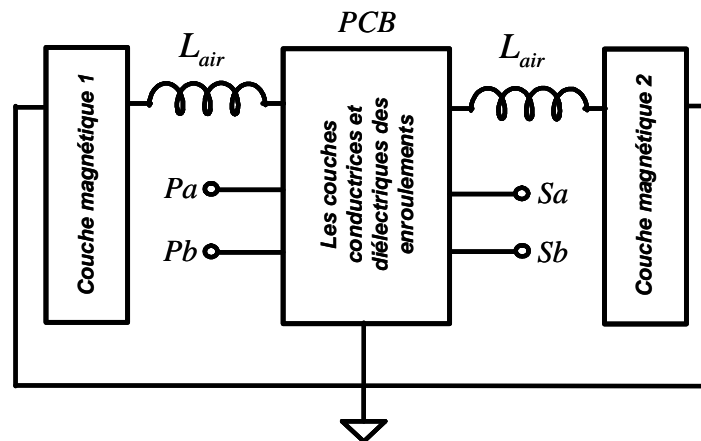 PCB
L_air
L_air
Couche magnétique 1
Les couches
conductrices et
diélectriques des
enroulements
Couche magnétique 2
Pa
Pb
Sa
Sb